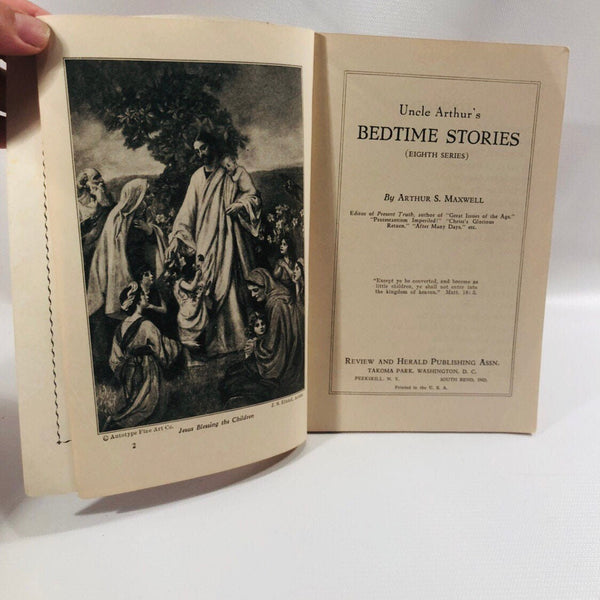 © Autotype Fine Art Co.
Jesus Blessing the Children
2
Uncle Arthur's
BEDTIME STORIES
(EIGHTH SERIES)
By ARTHUR S. MAXWELL
Editor of Present Truth, author of "Great Issues of the Age,"
"Protestantism Imperiled!" "Christ's Glorious
Return," "After Many Days," etc.
"Except ye be converted, and become as
little children, ye shall not enter into
the kingdom of heaven." Matt. 18: 3.
REVIEW AND HERALD PUBLISHING ASSN.
TAKOMA PARK, WASHINGTON, D. C.
PEEKSKILL, N. Y. SOUTH BEND, IND.
Printed in the U. S. A.